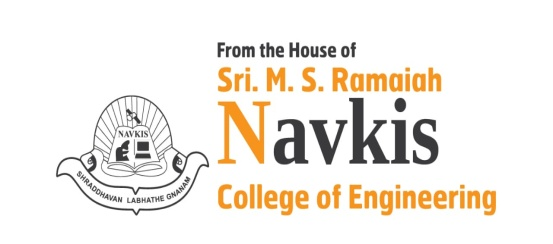 From the House of
Sri. M. S. Ramaiah
Navkis
College of Engineering
NAVKIS
SHRADDHAVAN LABHATHE GNANAM